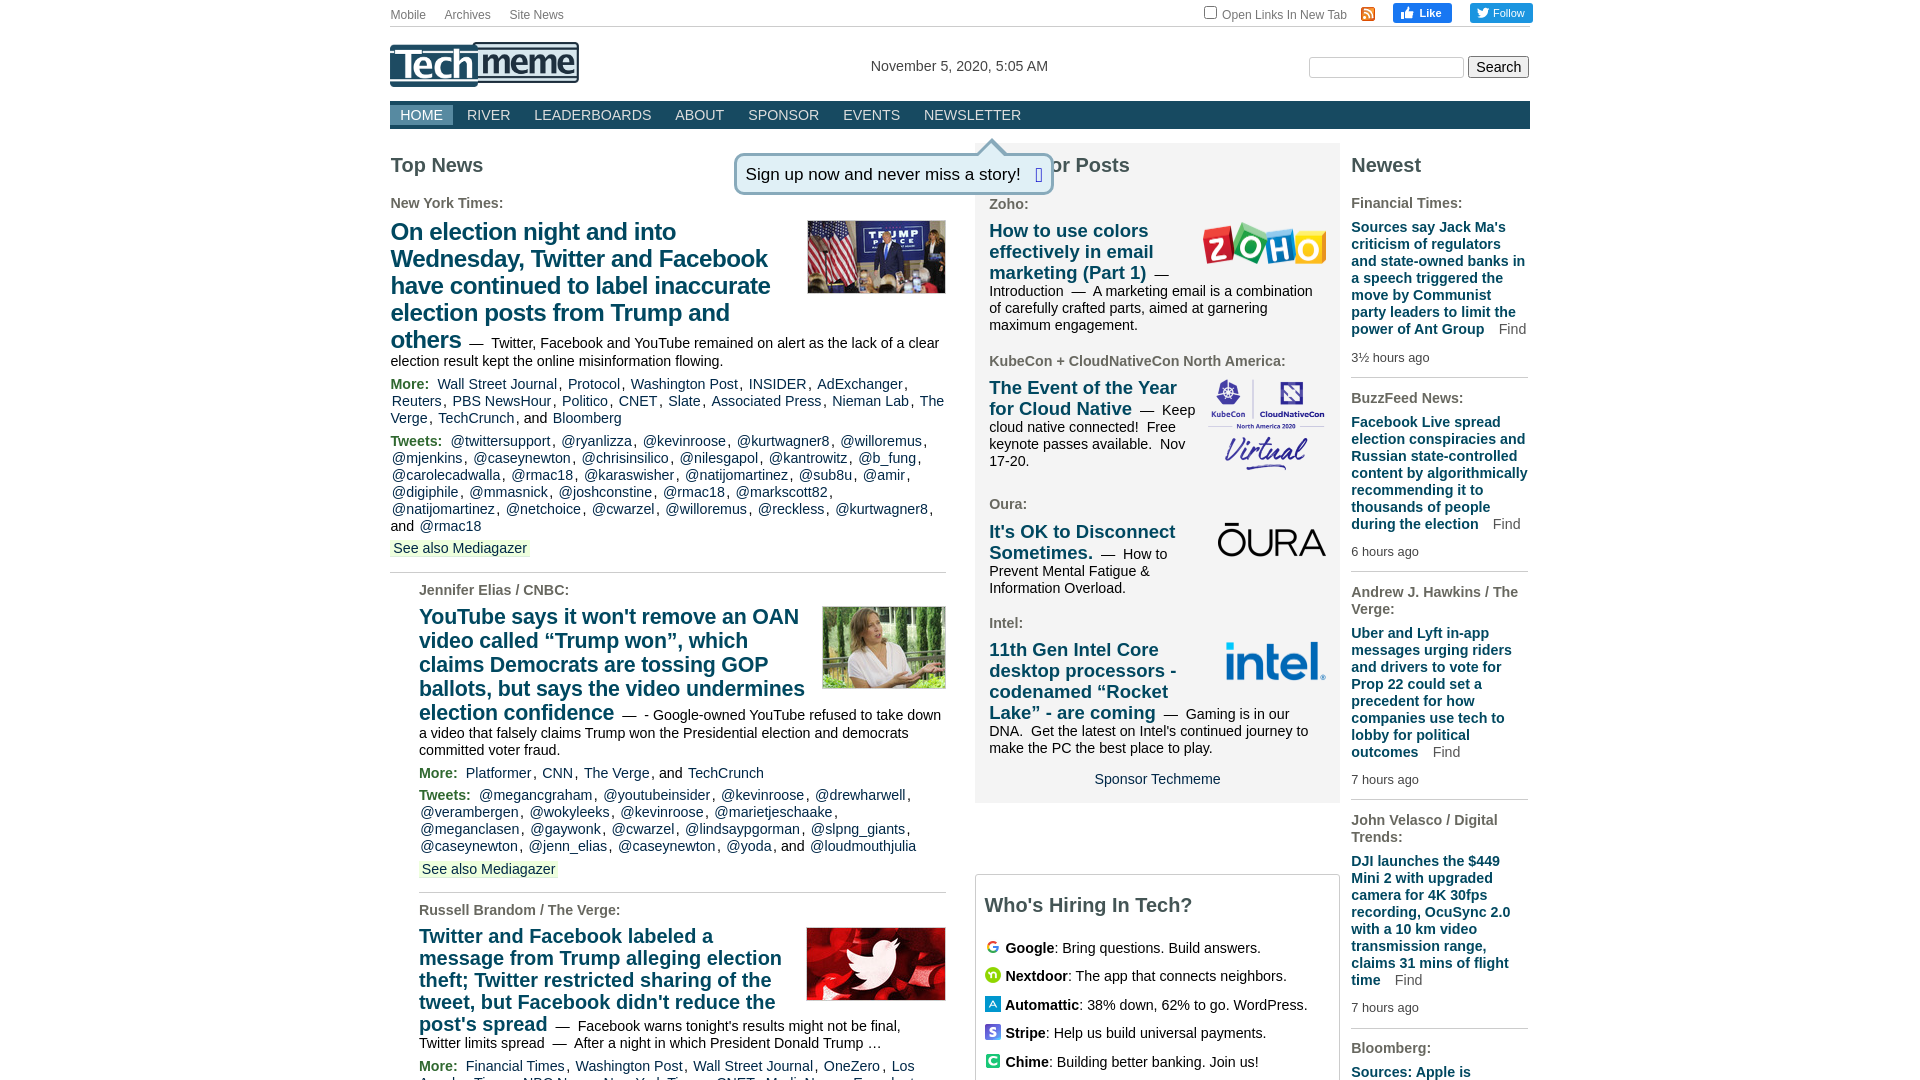 Mobile Archives Site News Open Links In New Tab Like Follow
Techmeme
November 5, 2020, 5:05 AM
Search
HOME RIVER LEADERBOARDS ABOUT SPONSOR EVENTS NEWSLETTER
Sign up now and never miss a story!
Top News
New York Times:
On election night and into
Wednesday, Twitter and Facebook
have continued to label inaccurate
election posts from Trump and
others — Twitter, Facebook and YouTube remained on alert as the lack of a clear
election result kept the online misinformation flowing.
TRUMP
PENCE
More: Wall Street Journal, Protocol, Washington Post, INSIDER, AdExchanger,
Reuters, PBS NewsHour, Politico, CNET, Slate, Associated Press, Nieman Lab, The
Verge, TechCrunch, and Bloomberg
Tweets: @twittersupport, @ryanlizza, @kevinroose, @kurtwagner8, @willoremus,
@mjenkins, @caseynewton, @chrisinsilico, @nilesgapol, @kantrowitz, @b_fung,
@carolecadwalla, @rmac18, @karaswisher, @natijomartinez, @sub8u, @amir,
@digiphile, @mmasnick, @joshconstine, @rmac18, @markscott82,
@natijomartinez, @netchoice, @cwarzel, @willoremus, @reckless, @kurtwagner8,
and @rmac18
See also Mediagazer
Jennifer Elias / CNBC:
YouTube says it won't remove an OAN
video called “Trump won”, which
claims Democrats are tossing GOP
ballots, but says the video undermines
election confidence — - Google-owned YouTube refused to take down
a video that falsely claims Trump won the Presidential election and democrats
committed voter fraud.
More: Platformer, CNN, The Verge, and TechCrunch
Tweets: @megancgraham, @youtubeinsider, @kevinroose, @drewharwell,
@verambergen, @wokyleeks, @kevinroose, @marietjeschaake,
@meganclasen, @gaywonk, @cwarzel, @lindsaypgorman, @slpng_giants,
@caseynewton, @jenn_elias, @caseynewton, @yoda, and @loudmouthjulia
See also Mediagazer
Russell Brandom / The Verge:
Twitter and Facebook labeled a
message from Trump alleging election
theft; Twitter restricted sharing of the
tweet, but Facebook didn't reduce the
post's spread — Facebook warns tonight's results might not be final,
Twitter limits spread — After a night in which President Donald Trump …
More: Financial Times, Washington Post, Wall Street Journal, OneZero, Los
or Posts
Zoho:
How to use colors
effectively in email
marketing (Part 1) —
Introduction — A marketing email is a combination
of carefully crafted parts, aimed at garnering
maximum engagement.
ZOHO
KubeCon + CloudNativeCon North America:
The Event of the Year
for Cloud Native — Keep
cloud native connected! Free
keynote passes available. Nov
17-20.
KubeCon CloudNativeCon
North America 2020
Virtual
Oura:
It's OK to Disconnect
Sometimes. — How to
Prevent Mental Fatigue &
Information Overload.
ŌURA
Intel:
11th Gen Intel Core
desktop processors -
codenamed “Rocket
Lake” - are coming — Gaming is in our
DNA. Get the latest on Intel's continued journey to
make the PC the best place to play.
intel®
Sponsor Techmeme
Who's Hiring In Tech?
Google: Bring questions. Build answers.
Nextdoor: The app that connects neighbors.
Automattic: 38% down, 62% to go. WordPress.
Stripe: Help us build universal payments.
Chime: Building better banking. Join us!
Newest
Financial Times:
Sources say Jack Ma's
criticism of regulators
and state-owned banks in
a speech triggered the
move by Communist
party leaders to limit the
power of Ant Group Find
3½ hours ago
BuzzFeed News:
Facebook Live spread
election conspiracies and
Russian state-controlled
content by algorithmically
recommending it to
thousands of people
during the election Find
6 hours ago
Andrew J. Hawkins / The
Verge:
Uber and Lyft in-app
messages urging riders
and drivers to vote for
Prop 22 could set a
precedent for how
companies use tech to
lobby for political
outcomes Find
7 hours ago
John Velasco / Digital
Trends:
DJI launches the $449
Mini 2 with upgraded
camera for 4K 30fps
recording, OcuSync 2.0
with a 10 km video
transmission range,
claims 31 mins of flight
time Find
7 hours ago
Bloomberg:
Sources: Apple is